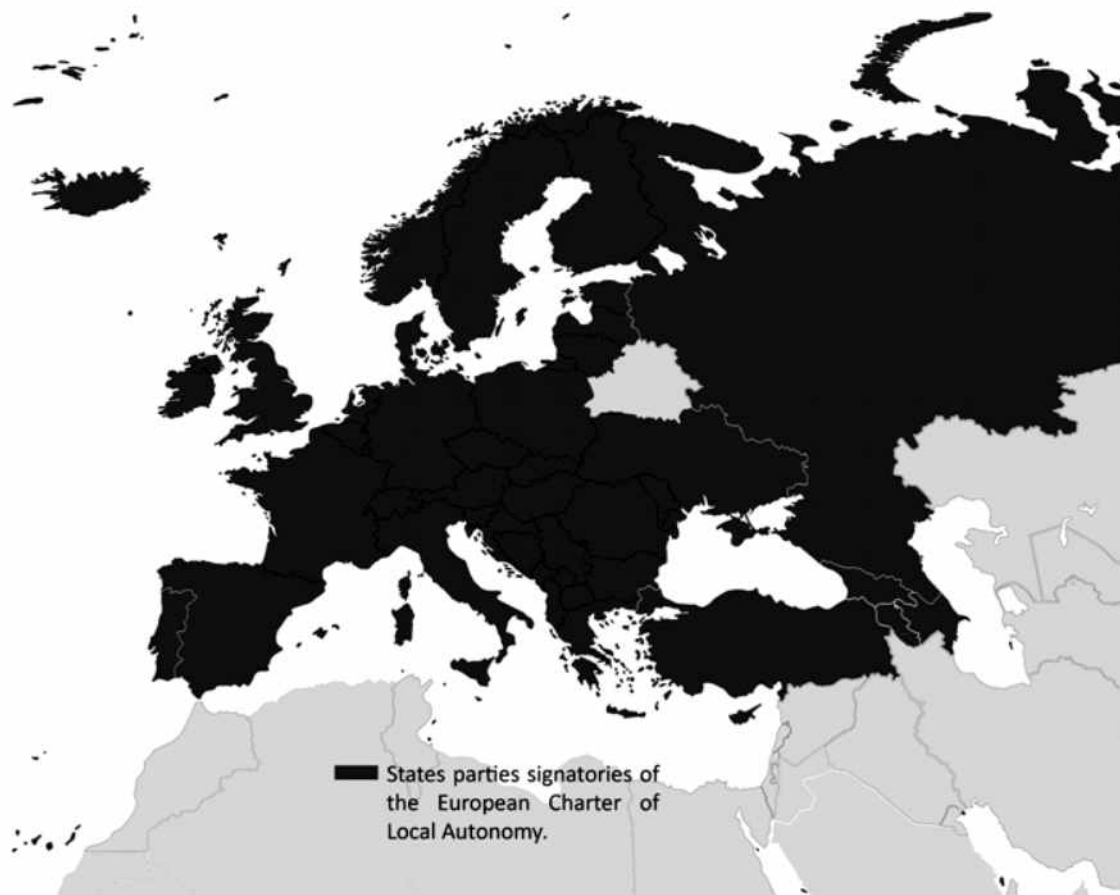 States parties signatories of
the European Charter of
Local Autonomy.